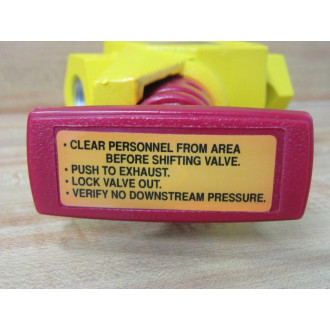 • CLEAR PERSONNEL FROM AREA
BEFORE SHIFTING VALVE.
• PUSH TO EXHAUST.
• LOCK VALVE OUT.
• VERIFY NO DOWNSTREAM PRESSURE.